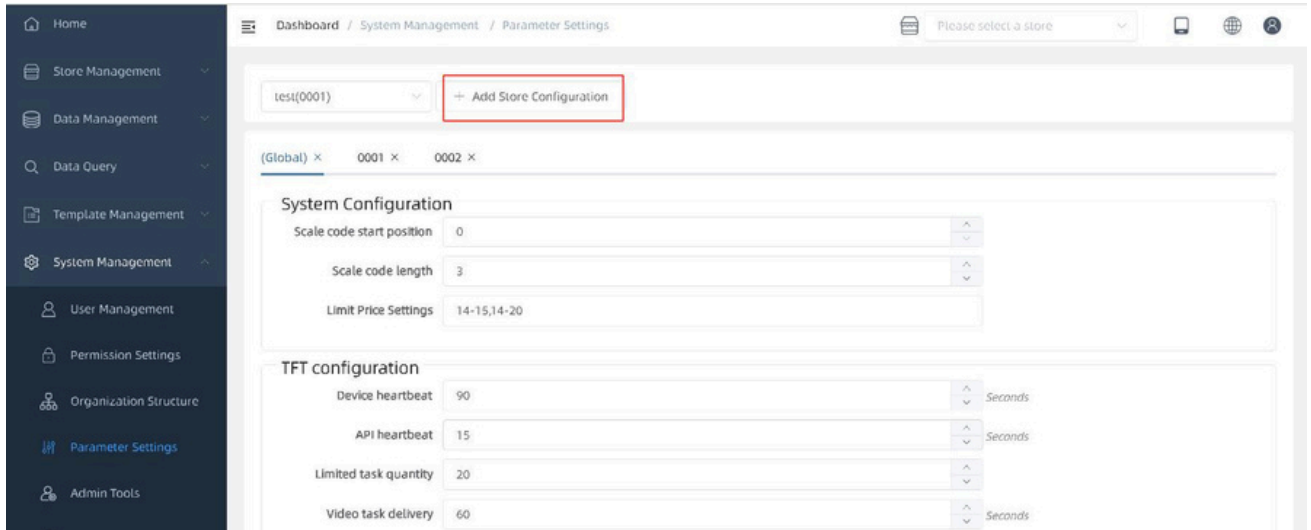 Home
Dashboard / System Management / Parameter Settings
Please select a store
Store Management
test(0001)
+ Add Store Configuration
Data Management
(Global) × 0001 × 0002 ×
Data Query
Template Management
System Management
User Management
Permission Settings
Organization Structure
Parameter Settings
Admin Tools
System Configuration
Scale code start position 0
Scale code length 3
Limit Price Settings 14-15,14-20
TFT configuration
Device heartbeat 90 Seconds
API heartbeat 15 Seconds
Limited task quantity 20
Video task delivery 60 Seconds